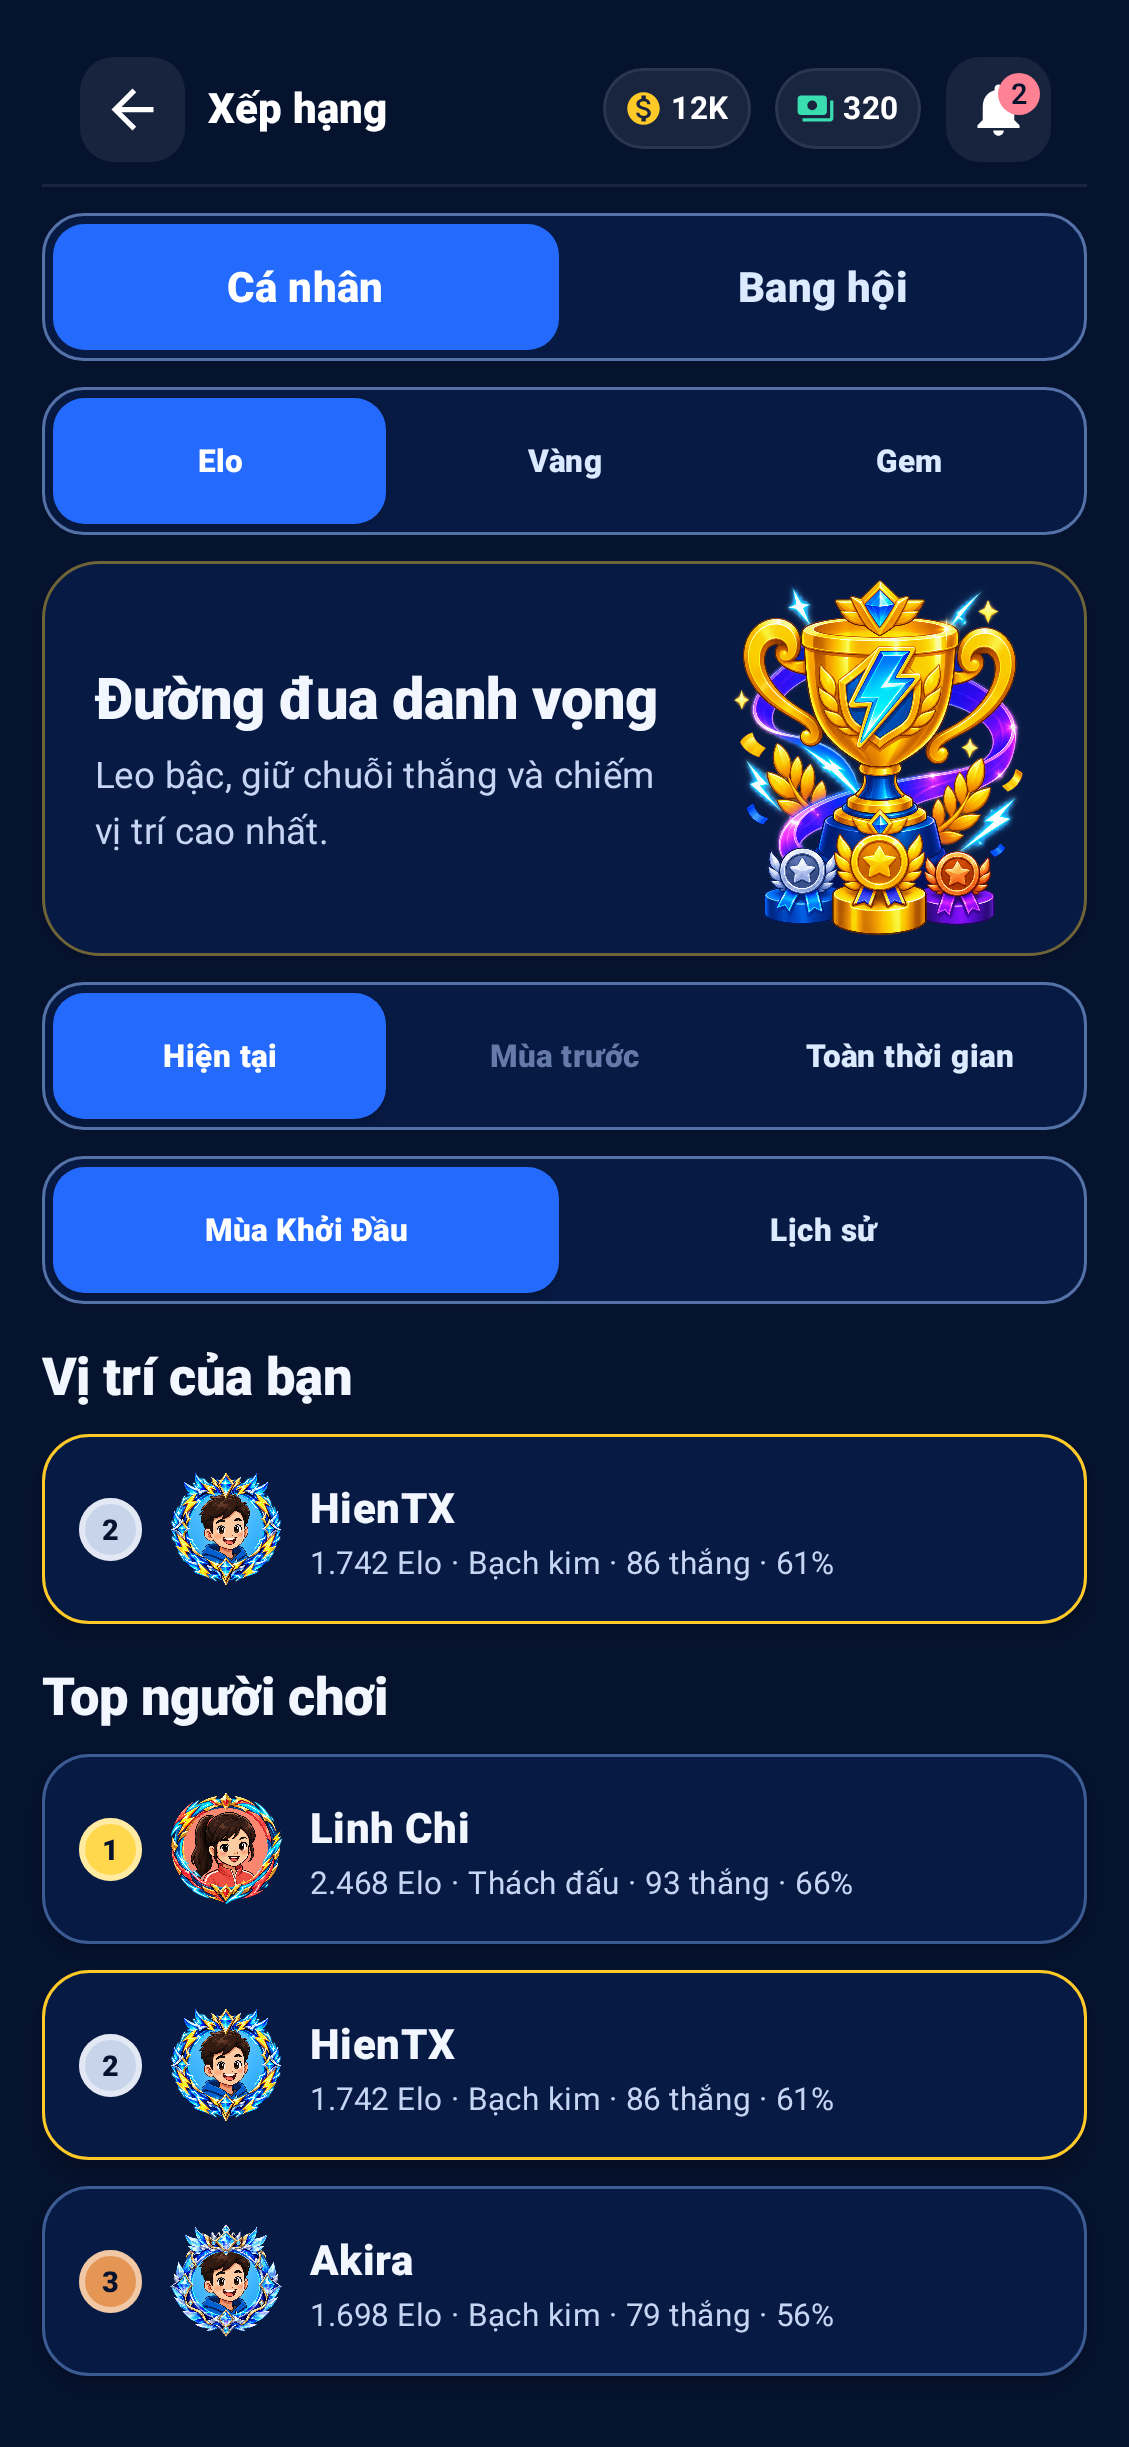 Xếp hạng
12K
320
2
Cá nhân
Bang hội
Elo
Vàng
Gem
Đường đua danh vọng
Leo bậc, giữ chuỗi thắng và chiếm
vị trí cao nhất.
Hiện tại
Mùa trước
Toàn thời gian
Mùa Khởi Đầu
Lịch sử
Vị trí của bạn
2
HienTX
1.742 Elo · Bạch kim · 86 thắng · 61%
Top người chơi
1
Linh Chi
2.468 Elo · Thách đấu · 93 thắng · 66%
2
HienTX
1.742 Elo · Bạch kim · 86 thắng · 61%
3
Akira
1.698 Elo · Bạch kim · 79 thắng · 56%